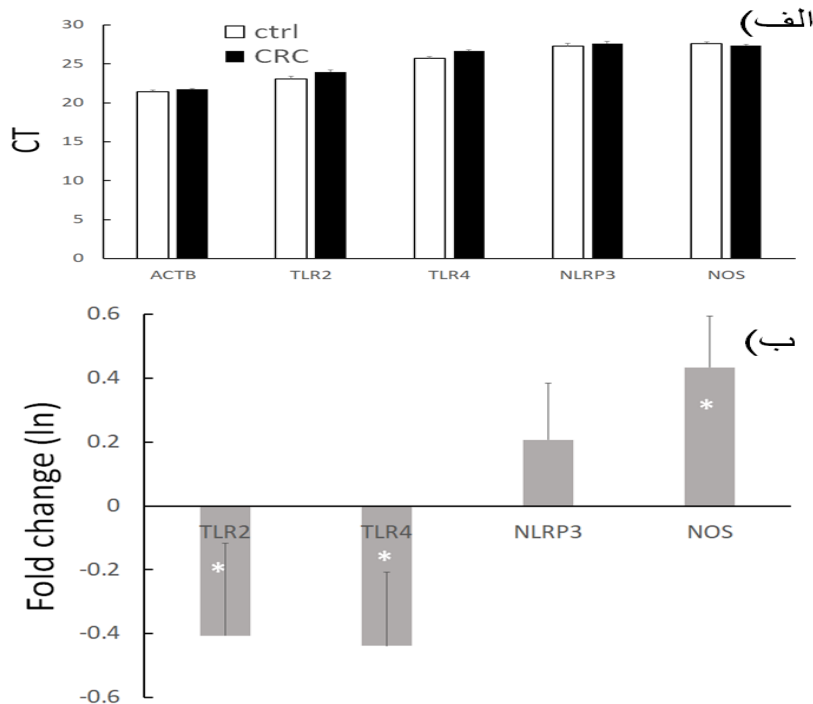 الف)
ctrl
CRC
30
25
20
15
10
5
0
CT
ACTB TLR2 TLR4 NLRP3 NOS
ب)
0.6
0.4
0.2
0
-0.2
-0.4
-0.6
Fold change (ln)
TLR2 TLR4 NLRP3 NOS
* * *